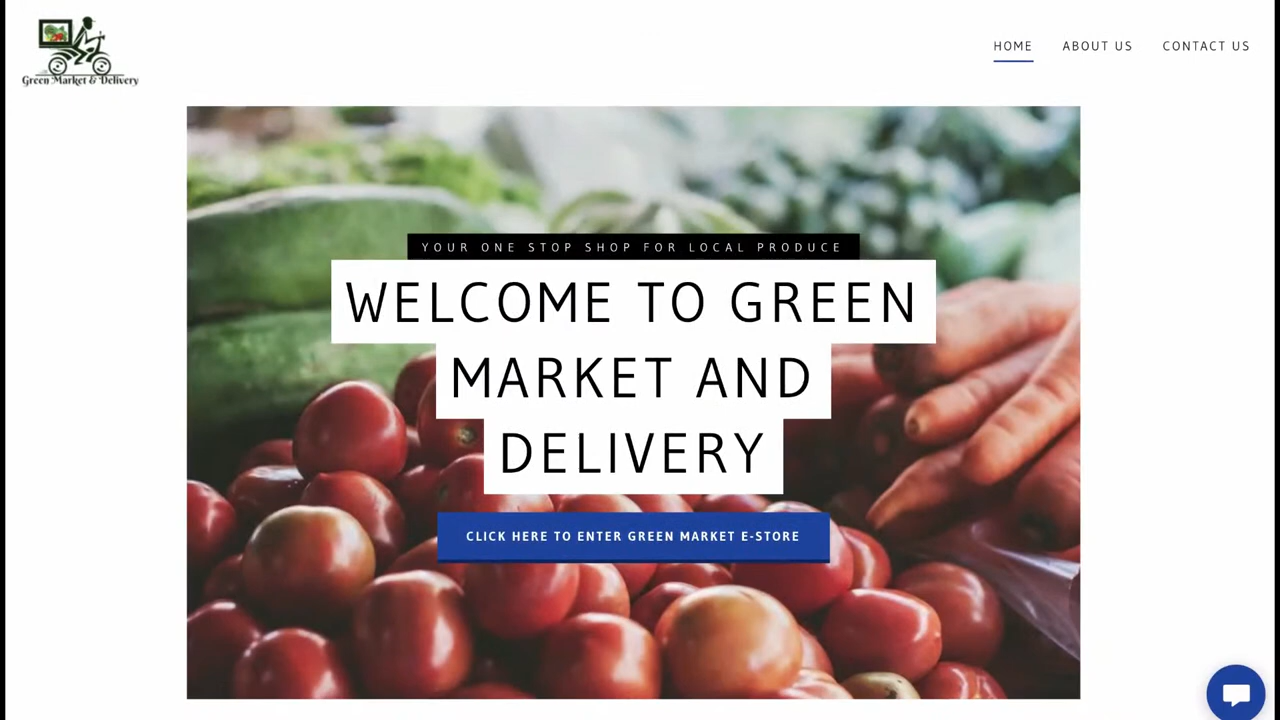 Green Market & Delivery
HOME
ABOUT US
CONTACT US
YOUR ONE STOP SHOP FOR LOCAL PRODUCE
WELCOME TO GREEN
MARKET AND
DELIVERY
CLICK HERE TO ENTER GREEN MARKET E-STORE